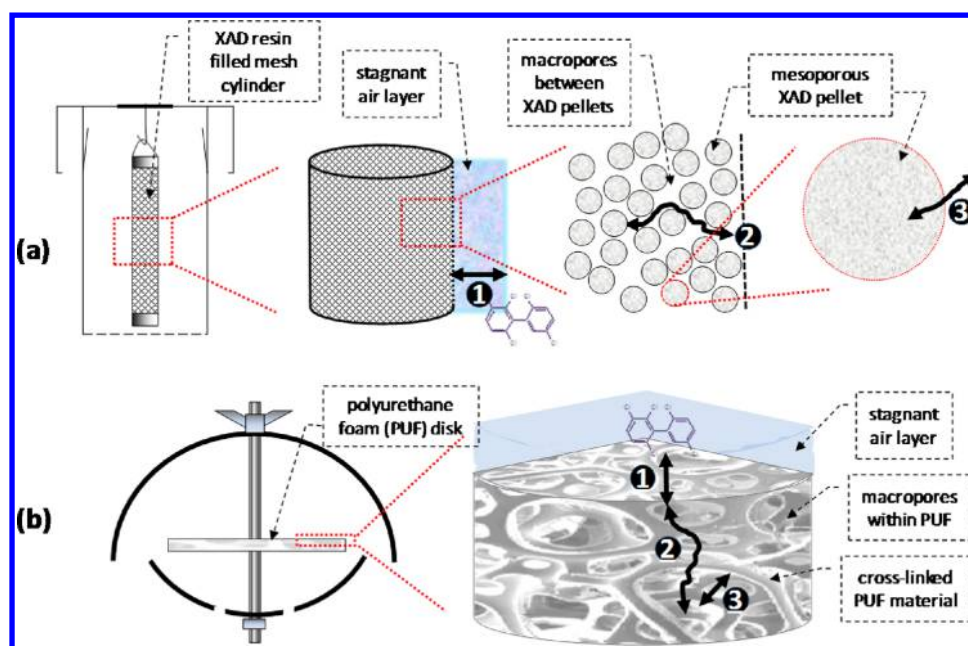 XAD resin
filled mesh
cylinder
stagnant
air layer
macropores
between
XAD pellets
mesoporous
XAD pellet
(a)
1
2
3
polyurethane
foam (PUF) disk
stagnant
air layer
(b)
1
macropores
within PUF
2
cross-linked
PUF material
3